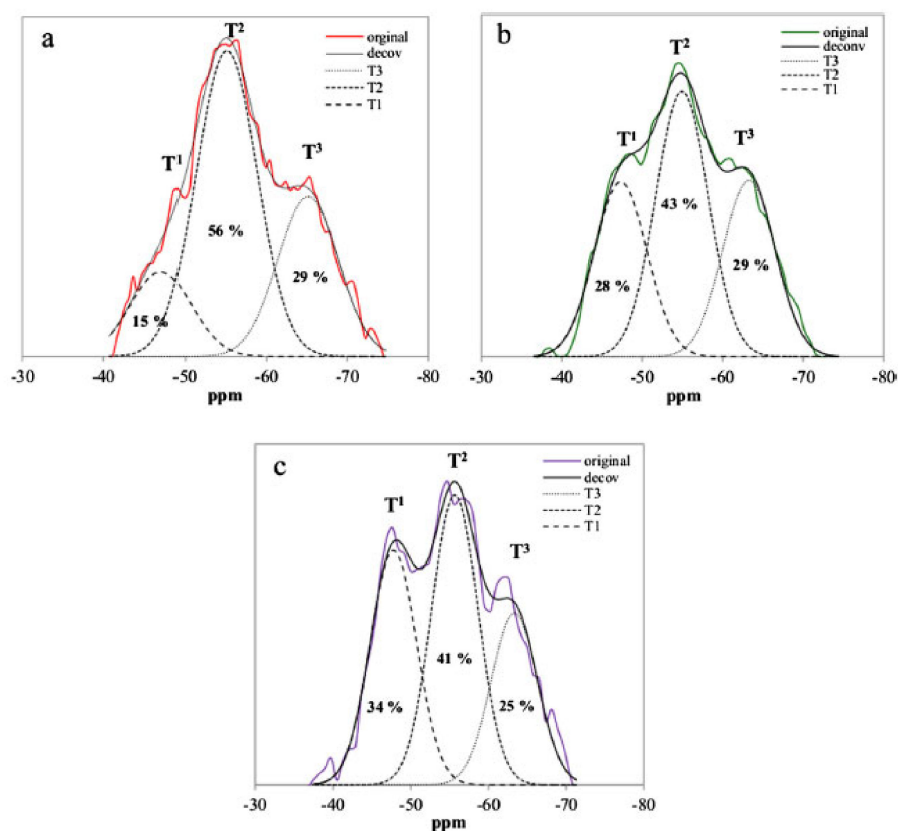 a
T²
T¹
T³
orginal
decov
T3
T2
T1
56 %
29 %
15 %
-30 -40 -50 -60 -70 -80
ppm
b
T²
T¹
T³
original
deconv
T3
T2
T1
43 %
28 %
29 %
-30 -40 -50 -60 -70 -80
ppm
c
T²
T¹
T³
original
decov
T3
T2
T1
41 %
34 %
25 %
-30 -40 -50 -60 -70 -80
ppm